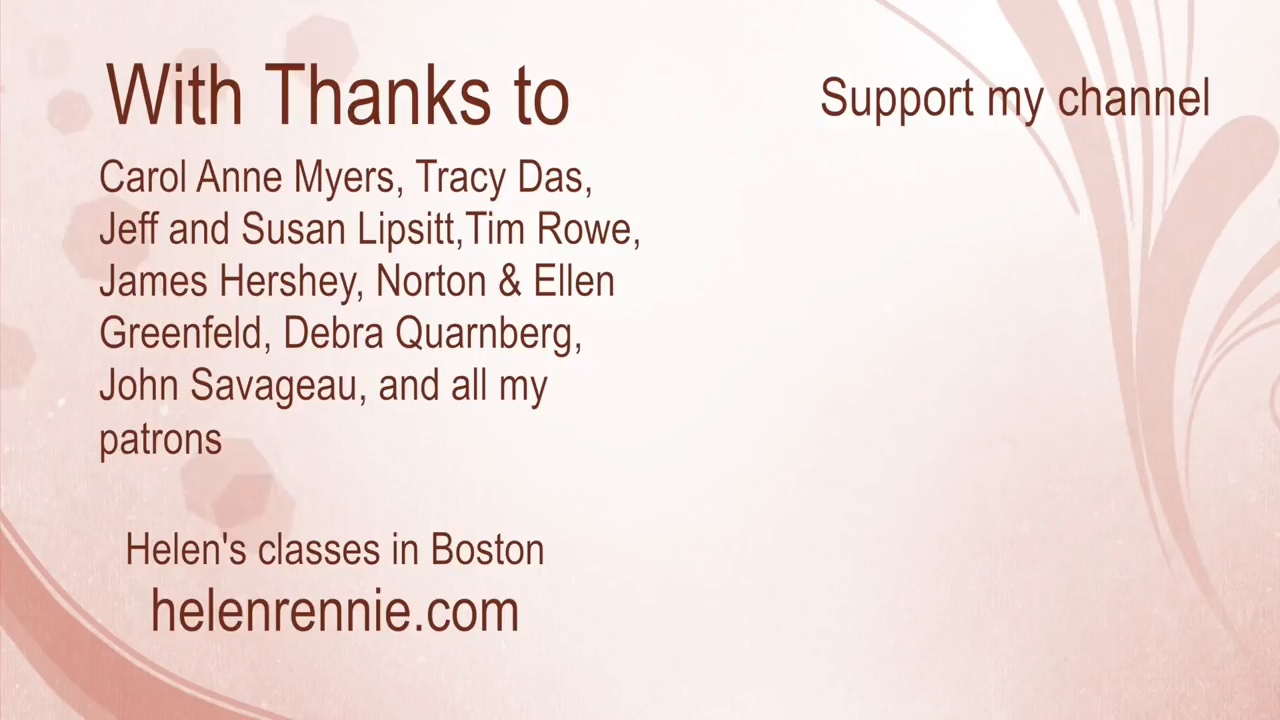 With Thanks to
Support my channel
Carol Anne Myers, Tracy Das,
Jeff and Susan Lipsitt,Tim Rowe,
James Hershey, Norton & Ellen
Greenfeld, Debra Quarnberg,
John Savageau, and all my
patrons
Helen's classes in Boston
helenrennie.com